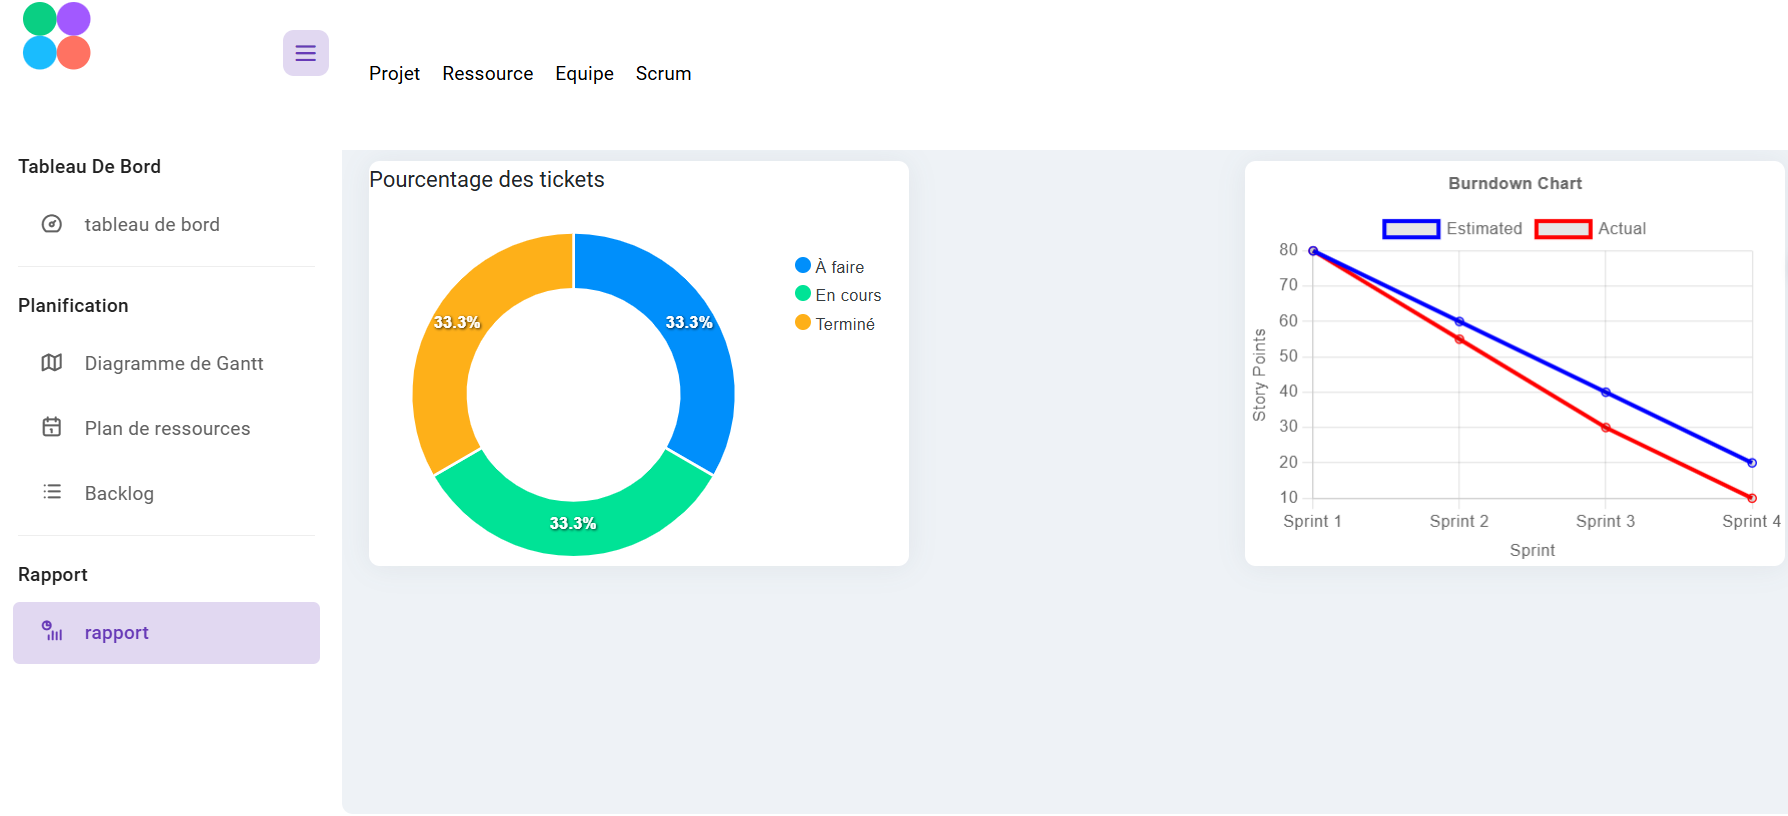 Projet Ressource Equipe Scrum
Tableau De Bord
tableau de bord
Planification
Diagramme de Gantt
Plan de ressources
Backlog
Rapport
rapport
Pourcentage des tickets
33.3%
33.3%
33.3%
À faire
En cours
Terminé
Burndown Chart
Estimated Actual
Story Points
80
70
60
50
40
30
20
10
Sprint 1 Sprint 2 Sprint 3 Sprint 4
Sprint